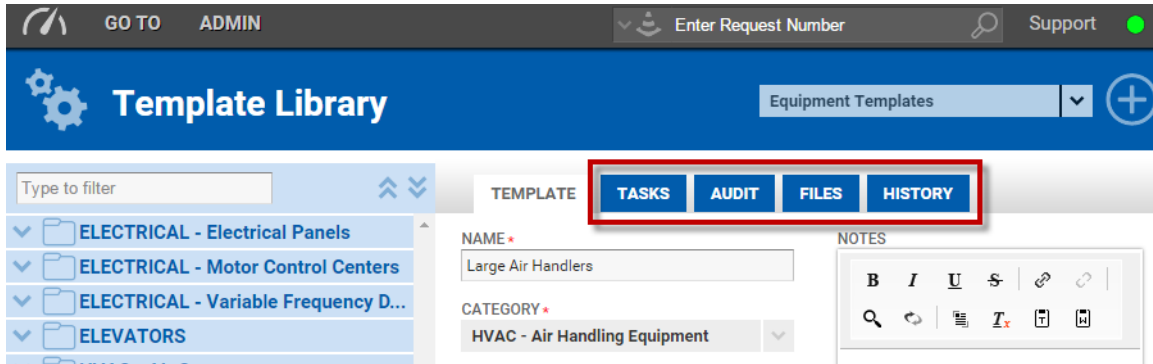 GO TO ADMIN Enter Request Number Support
Template Library Equipment Templates
Type to filter
ELECTRICAL - Electrical Panels
ELECTRICAL - Motor Control Centers
ELECTRICAL - Variable Frequency D...
ELEVATORS
TEMPLATE TASKS AUDIT FILES HISTORY
NAME *
Large Air Handlers
CATEGORY *
HVAC - Air Handling Equipment
NOTES
B I U S
T